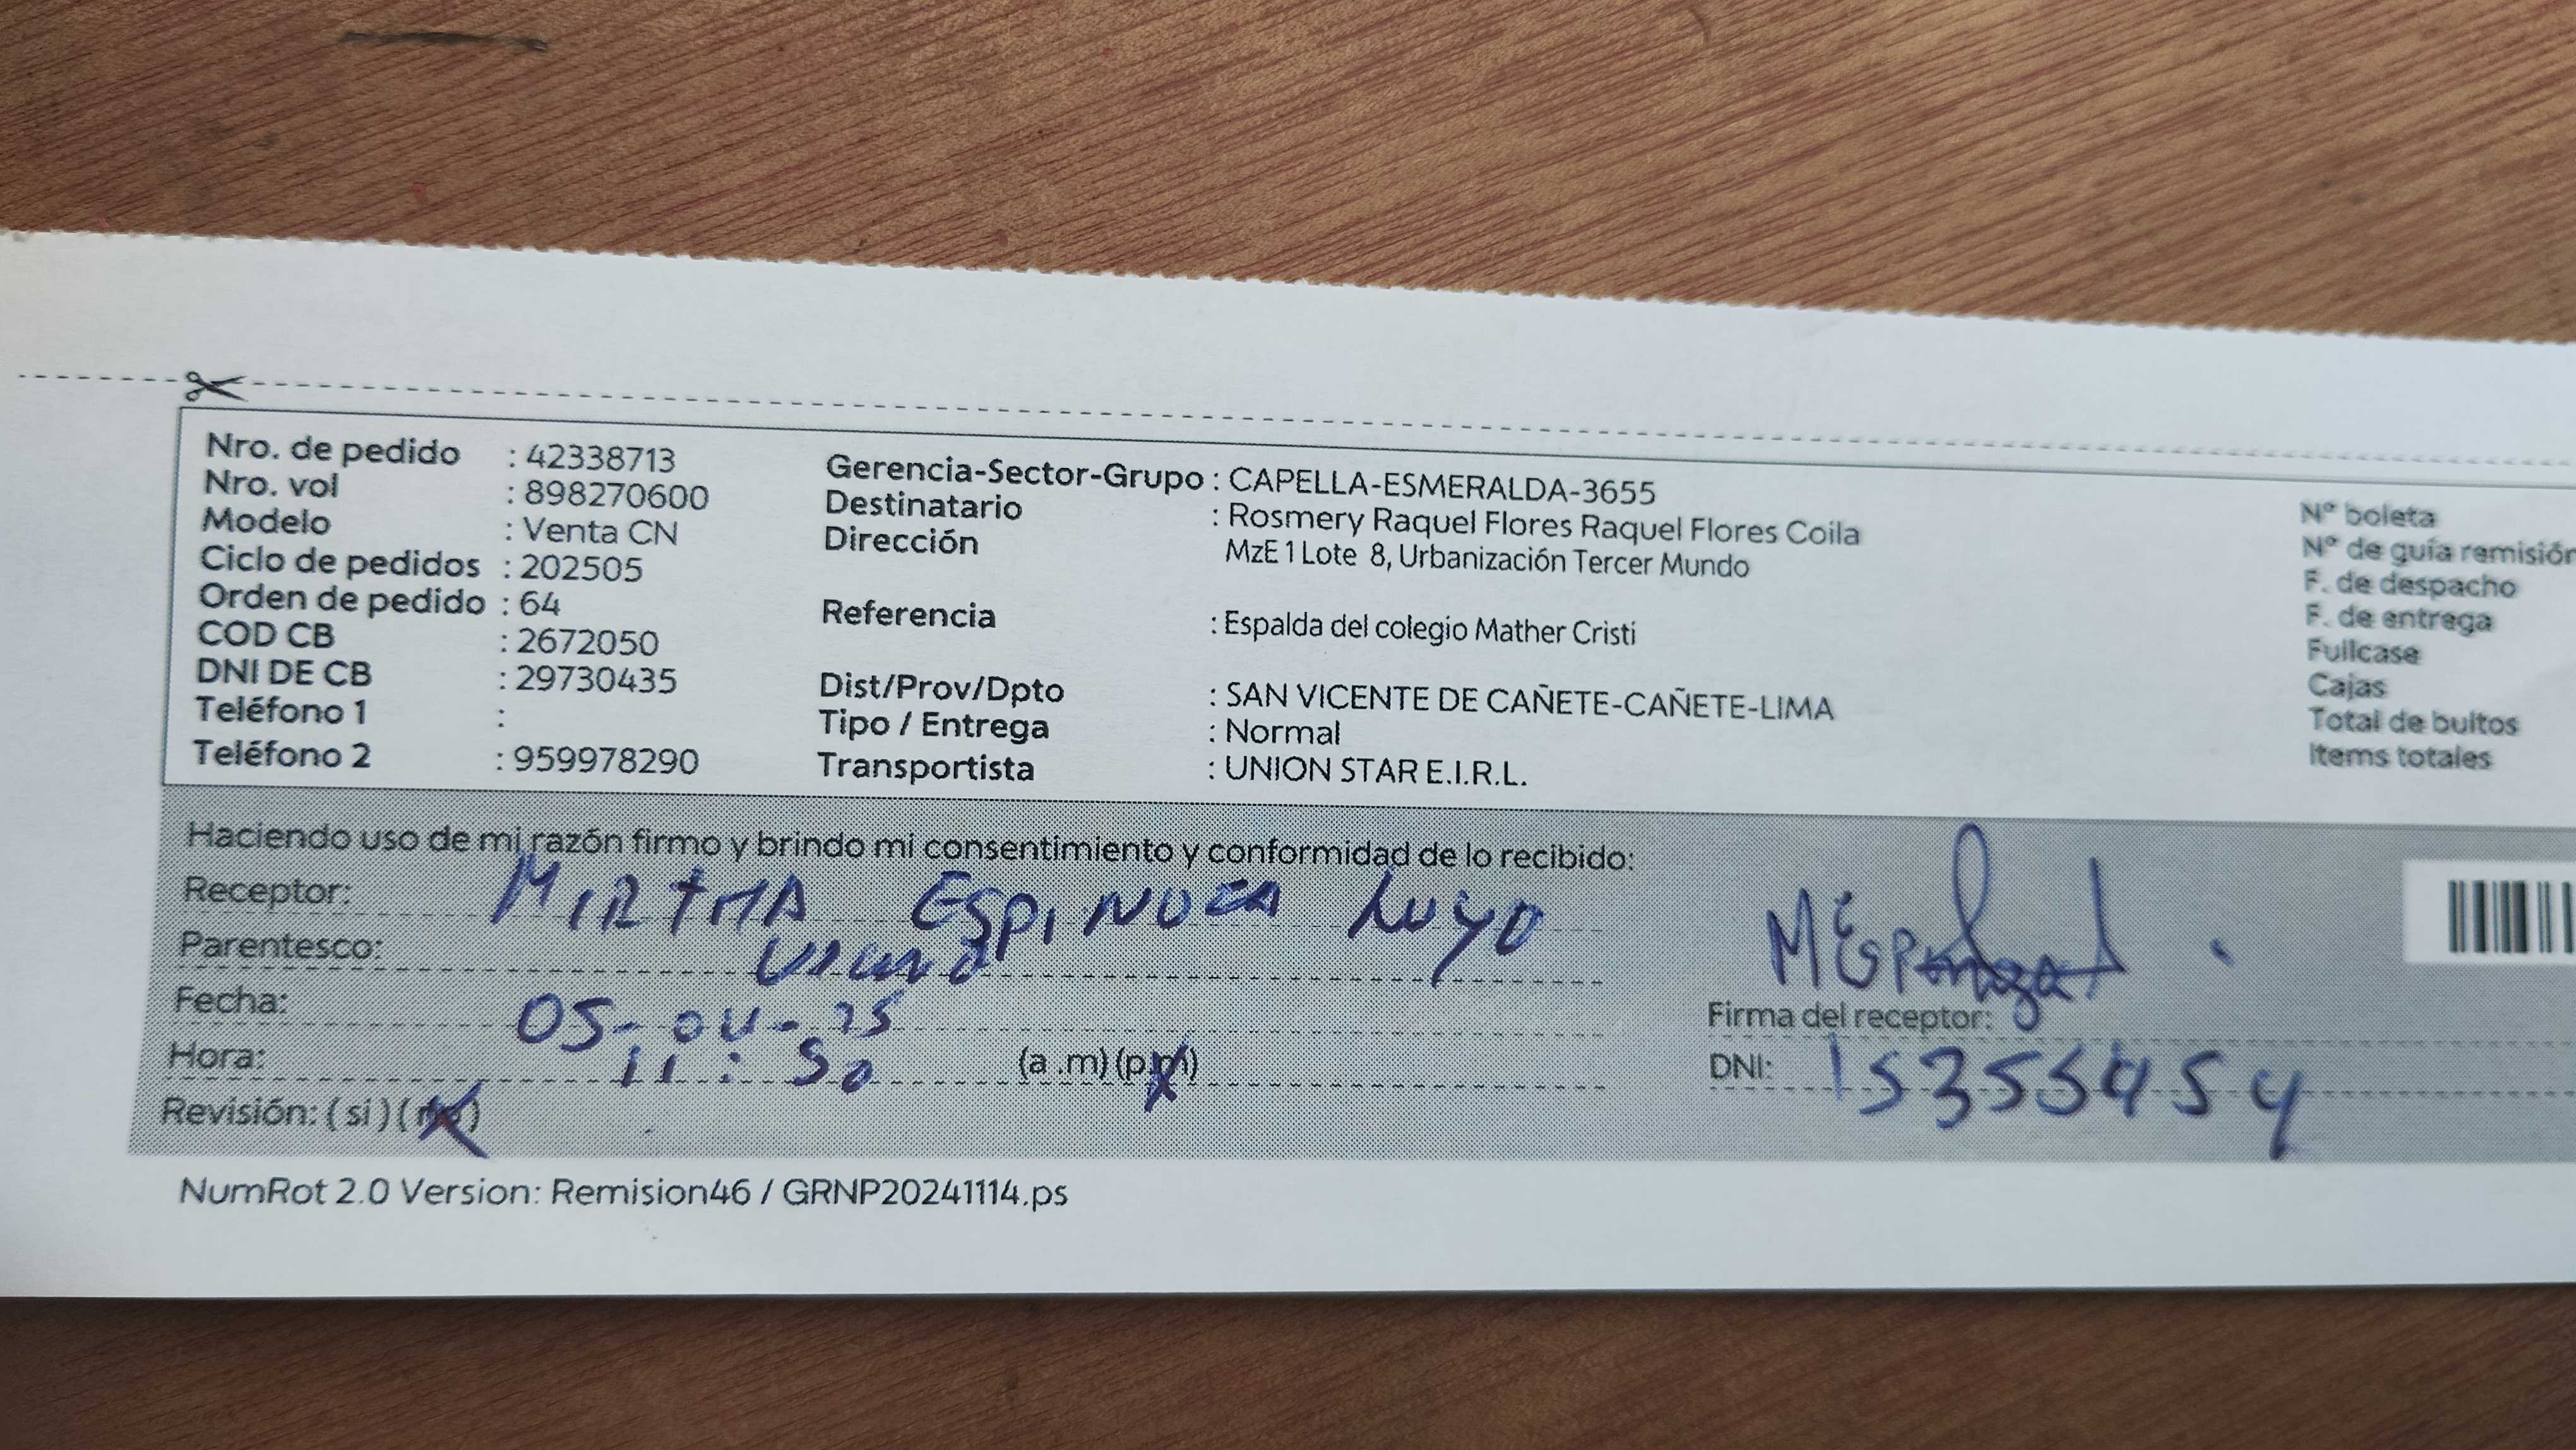 Nro. de pedido : 42338713
Nro. vol : 898270600
Modelo : Venta CN
Ciclo de pedidos : 202505
Orden de pedido : 64
COD CB : 2672050
DNI DE CB : 29730435
Teléfono 1 :
Teléfono 2 : 959978290
Gerencia-Sector-Grupo : CAPELLA-ESMERALDA-3655
Destinatario : Rosmery Raquel Flores Raquel Flores Coila
Dirección MzE 1 Lote 8, Urbanización Tercer Mundo
Referencia : Espalda del colegio Mather Cristi
Dist/Prov/Dpto : SAN VICENTE DE CAÑETE-CAÑETE-LIMA
Tipo / Entrega : Normal
Transportista : UNION STAR E.I.R.L.
N° boleta
N° de guía remisión
F. de despacho
F. de entrega
Fullcase
Cajas
Total de bultos
Items totales
Haciendo uso de mi razón firmo y brindo mi consentimiento y conformidad de lo recibido:
Receptor: MIRTHA ESPINOZA LUYO
Parentesco:
Fecha: 05-04-25
Hora: 11:50 (a .m) (p.m)
Revisión: ( si ) ( no )
Firma del receptor:
DNI: 15355454
NumRot 2.0 Version: Remision46 / GRNP20241114.ps